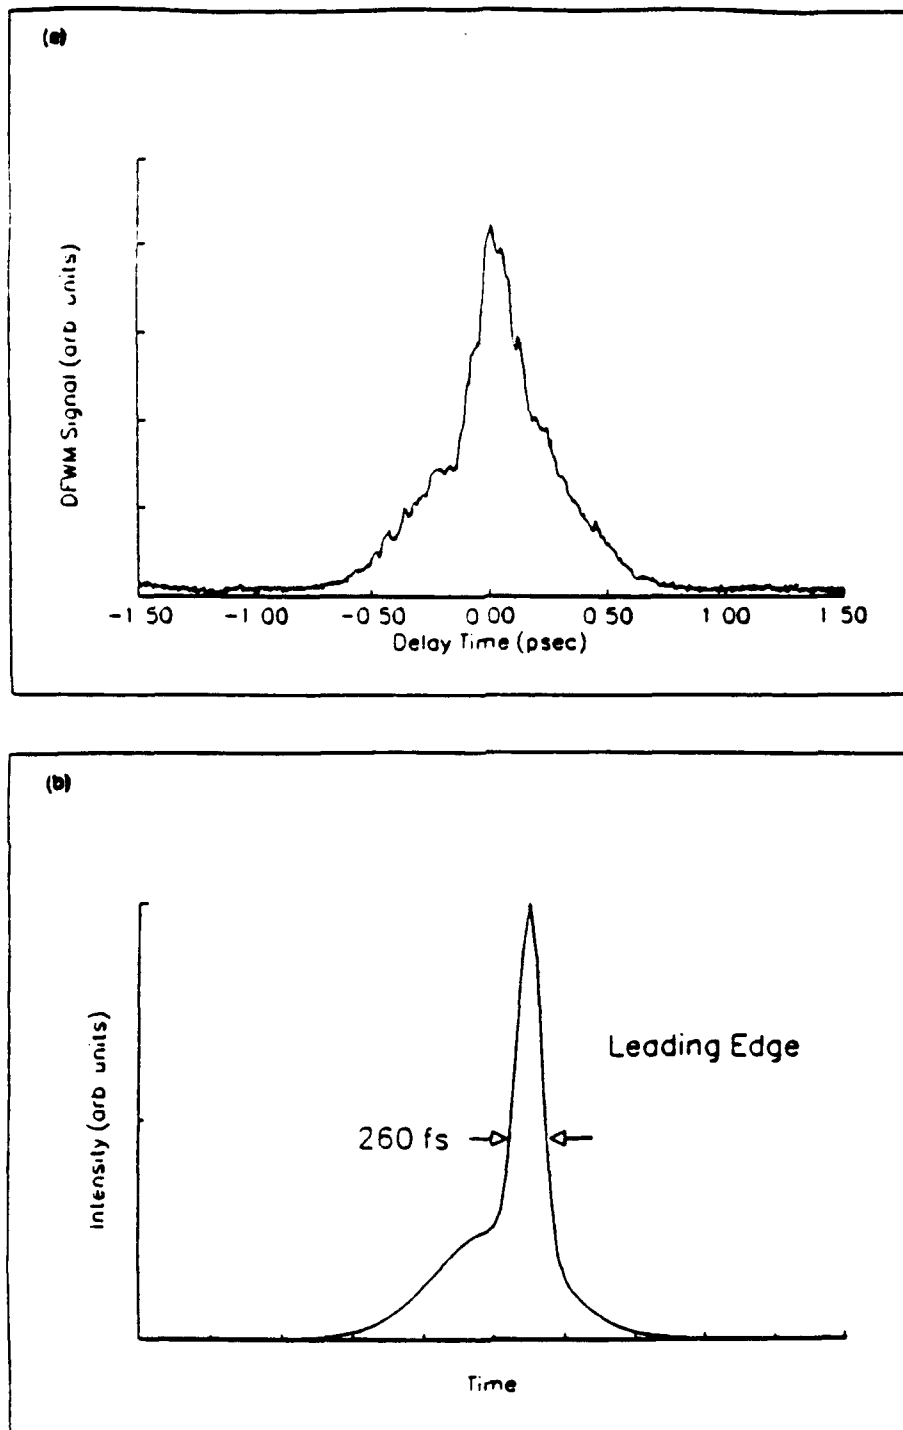 (a)
DFWM Signal (arb units)
-1 50 -1 00 -0 50 0 00 0 50 1 00 1 50
Delay Time (psec)
(b)
Intensity (arb units)
Leading Edge
260 fs
Time